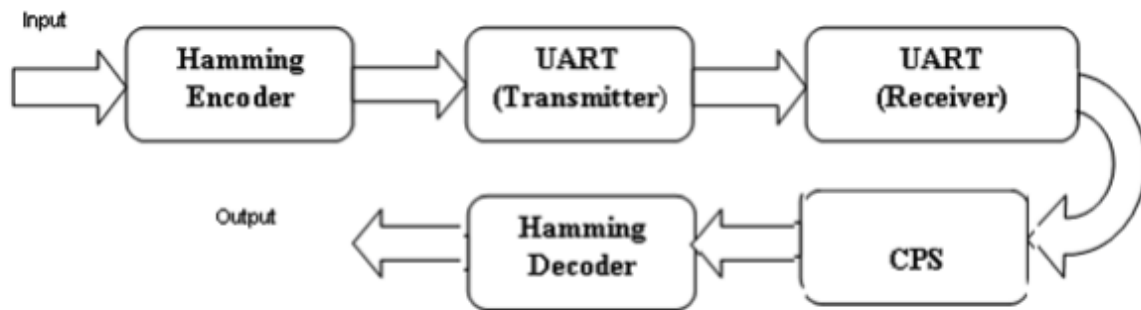 Input
Hamming
Encoder
UART
(Transmitter)
UART
(Receiver)
CPS
Hamming
Decoder
Output